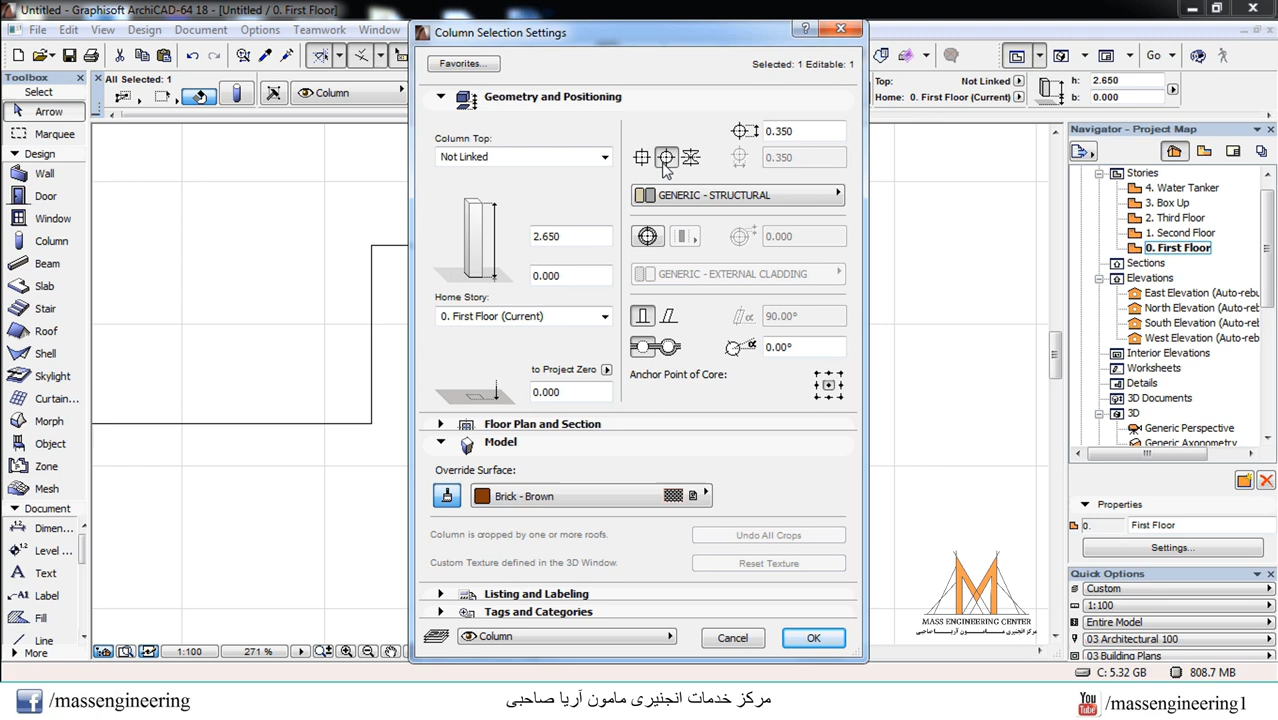 Untitled - Graphisoft ArchiCAD-64 18 - [Untitled / 0. First Floor]
File Edit View Design Document Options Teamwork Window
Column Selection Settings
Favorites...
Selected: 1 Editable: 1
Geometry and Positioning
Column Top:
Not Linked
2.650
0.000
Home Story:
0. First Floor (Current)
to Project Zero
0.000
0.350
0.350
GENERIC - STRUCTURAL
0.000
GENERIC - EXTERNAL CLADDING
90.00°
0.00°
Anchor Point of Core:
Floor Plan and Section
Model
Override Surface:
Brick - Brown
Column is cropped by one or more roofs.
Undo All Crops
Custom Texture defined in the 3D Window.
Reset Texture
Listing and Labeling
Tags and Categories
Column
Cancel
OK
Toolbox
Select
Arrow
Marquee
Design
Wall
Door
Window
Column
Beam
Slab
Stair
Roof
Shell
Skylight
Curtain...
Morph
Object
Zone
Mesh
Document
Dimen...
Level ...
Text
Label
Fill
Line
More
All Selected: 1
Column
1:100
271 %
Go
Top: Not Linked
Home: 0. First Floor (Current)
h: 2.650
b: 0.000
Navigator - Project Map
Stories
4. Water Tanker
3. Box Up
2. Third Floor
1. Second Floor
0. First Floor
Sections
Elevations
East Elevation (Auto-rebu
North Elevation (Auto-reb
South Elevation (Auto-reb
West Elevation (Auto-reb
Interior Elevations
Worksheets
Details
3D Documents
3D
Generic Perspective
Generic Axonometry
Properties
0. First Floor
Settings...
Quick Options
Custom
1:100
Entire Model
03 Architectural 100
03 Building Plans
C: 5.32 GB
808.7 MB
MASS ENGINEERING CENTER
مرکز انجنیری مامون آریا صاحبی
/massengineering
مرکز خدمات انجنیری مامون آریا صاحبی
You Tube
/massengineering1